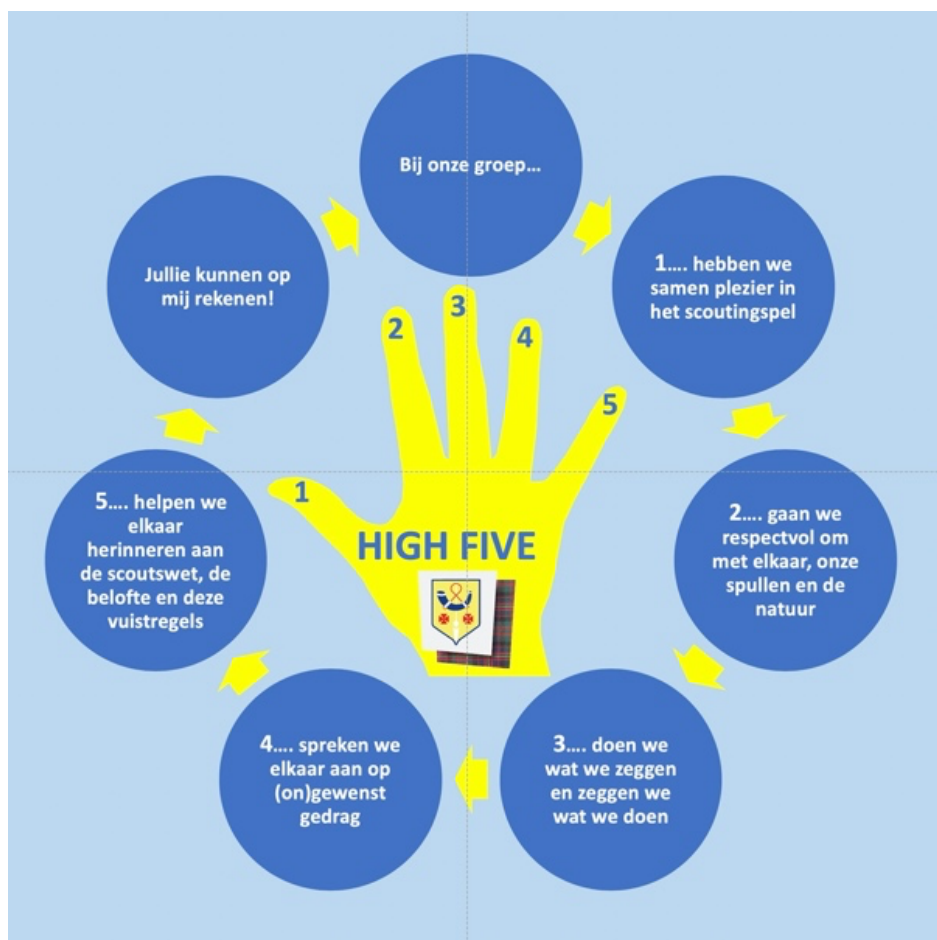 Bij onze groep...
1.... hebben we
samen plezier in
het scoutingspel
2.... gaan we
respectvol om
met elkaar, onze
spullen en de
natuur
3.... doen we
wat we zeggen
en zeggen we
wat we doen
4.... spreken we
elkaar aan op
(on)gewenst
gedrag
5.... helpen we
elkaar
herinneren aan
de scoutswet, de
belofte en deze
vuistregels
Jullie kunnen op
mij rekenen!
1
2
3
4
5
HIGH FIVE